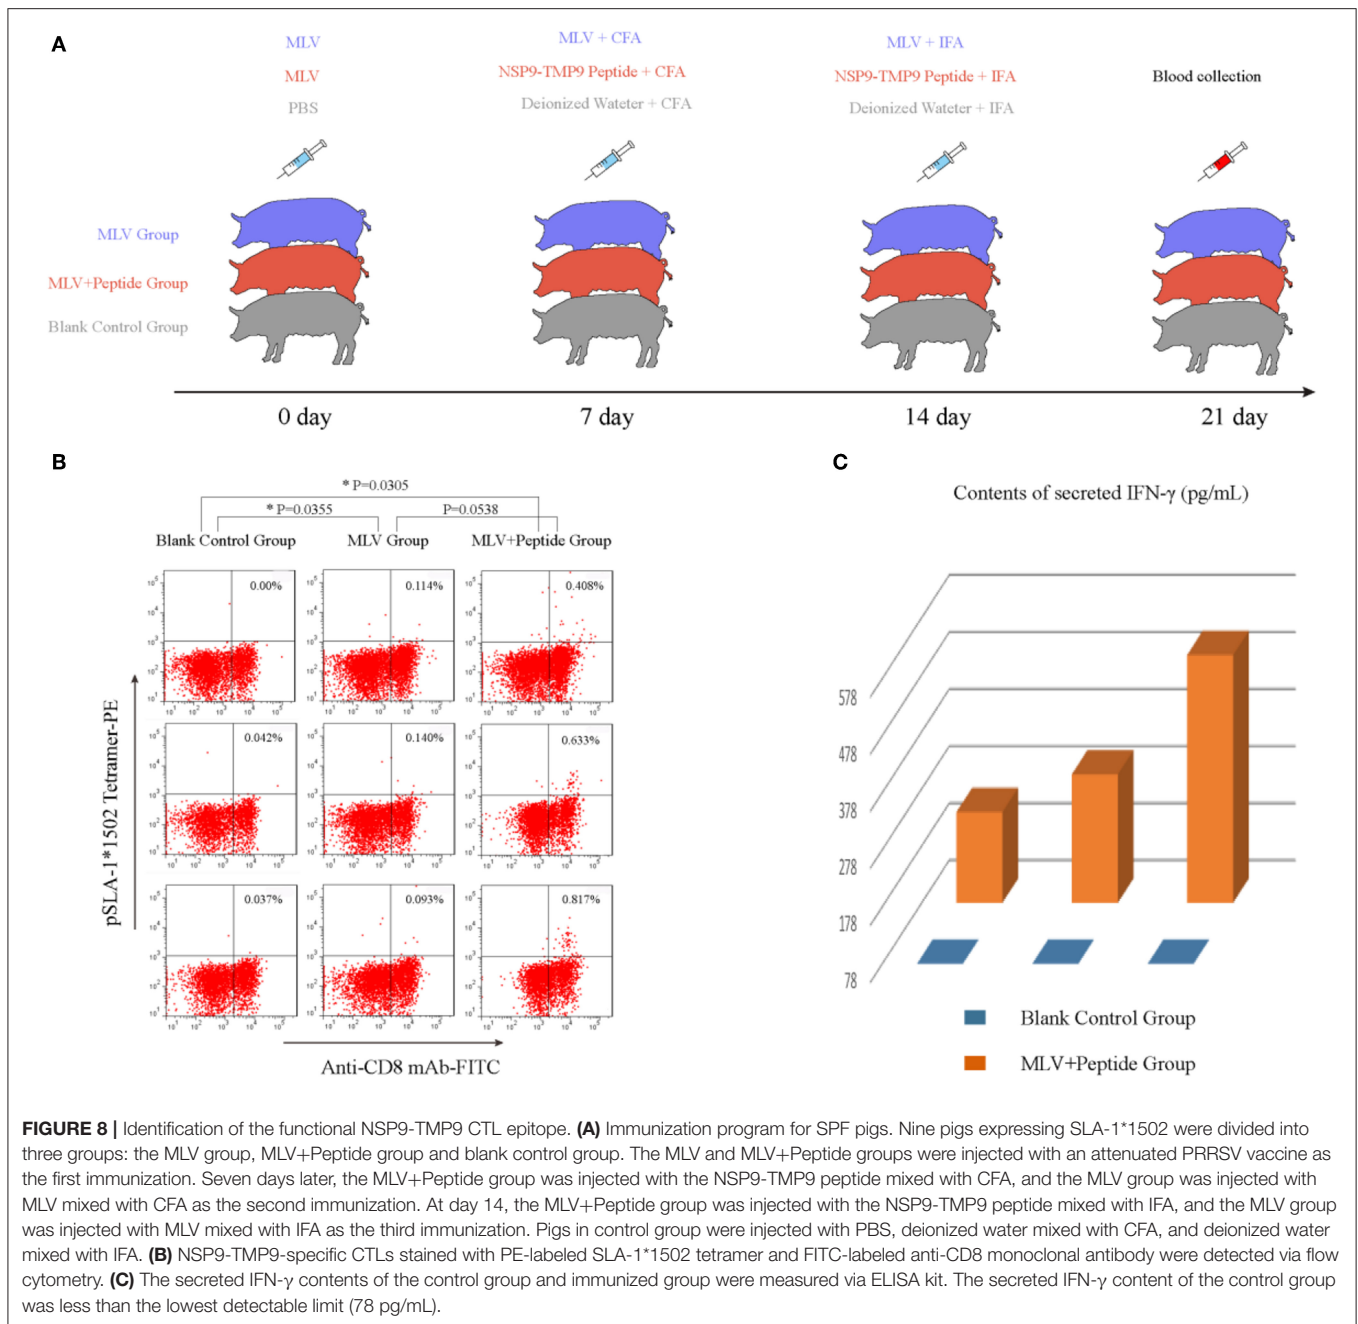 A
MLV
MLV + CFA
MLV + IFA
MLV
NSP9-TMP9 Peptide + CFA
NSP9-TMP9 Peptide + IFA
Blood collection
PBS
Deionized Wateter + CFA
Deionized Wateter + IFA
MLV Group
MLV+Peptide Group
Blank Control Group
0 day
7 day
14 day
21 day
B
* P=0.0305
* P=0.0355
P=0.0538
Blank Control Group
MLV Group
MLV+Peptide Group
0.00%
0.114%
0.408%
0.042%
0.140%
0.633%
0.037%
0.093%
0.817%
pSLA-1*1502 Tetramer-PE
Anti-CD8 mAb-FITC
C
Contents of secreted IFN-γ (pg/mL)
578
478
378
278
178
78
Blank Control Group
MLV+Peptide Group
FIGURE 8 | Identification of the functional NSP9-TMP9 CTL epitope. (A) Immunization program for SPF pigs. Nine pigs expressing SLA-1*1502 were divided into
three groups: the MLV group, MLV+Peptide group and blank control group. The MLV and MLV+Peptide groups were injected with an attenuated PRRSV vaccine as
the first immunization. Seven days later, the MLV+Peptide group was injected with the NSP9-TMP9 peptide mixed with CFA, and the MLV group was injected with
MLV mixed with CFA as the second immunization. At day 14, the MLV+Peptide group was injected with the NSP9-TMP9 peptide mixed with IFA, and the MLV group
was injected with MLV mixed with IFA as the third immunization. Pigs in control group were injected with PBS, deionized water mixed with CFA, and deionized water
mixed with IFA. (B) NSP9-TMP9-specific CTLs stained with PE-labeled SLA-1*1502 tetramer and FITC-labeled anti-CD8 monoclonal antibody were detected via flow
cytometry. (C) The secreted IFN-γ contents of the control group and immunized group were measured via ELISA kit. The secreted IFN-γ content of the control group
was less than the lowest detectable limit (78 pg/mL).